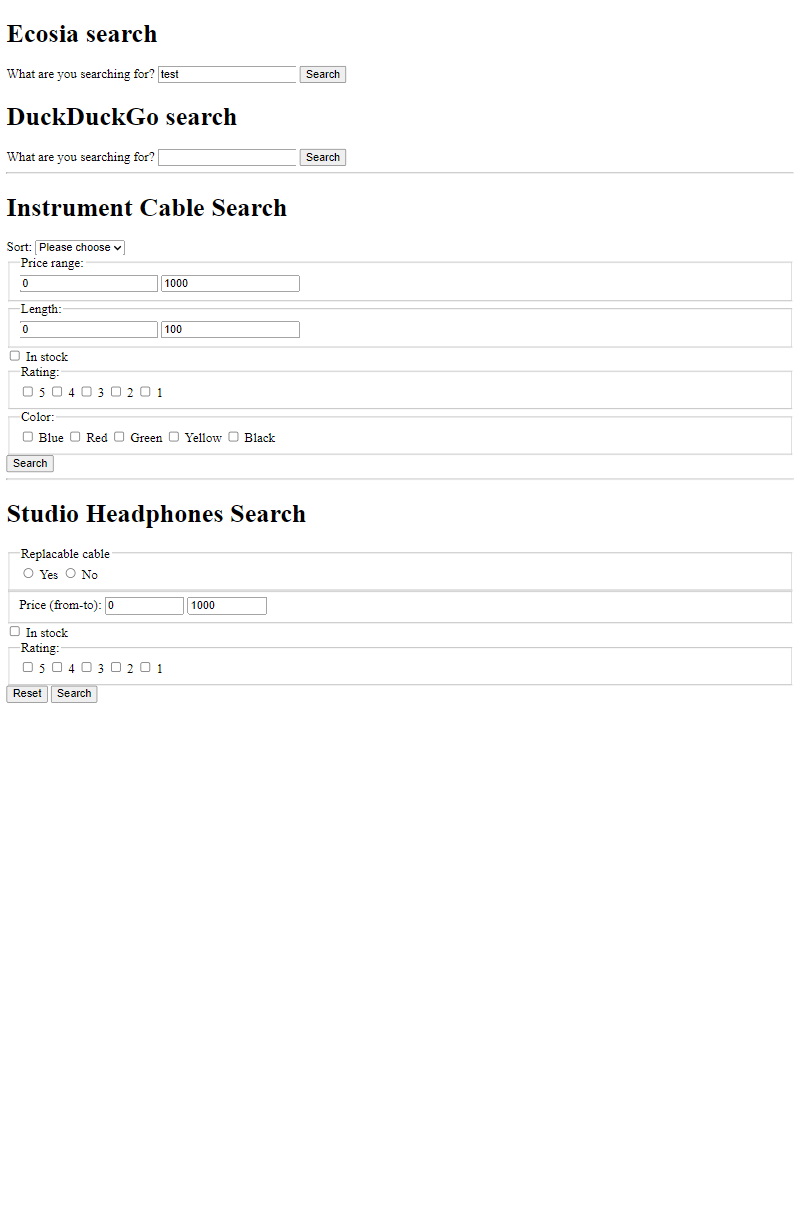 Ecosia search
What are you searching for? test Search
DuckDuckGo search
What are you searching for? Search
Instrument Cable Search
Sort: Please choose
Price range:
0 1000
Length:
0 100
In stock
Rating:
5 4 3 2 1
Color:
Blue Red Green Yellow Black
Search
Studio Headphones Search
Replacable cable
Yes No
Price (from-to): 0 1000
In stock
Rating:
5 4 3 2 1
Reset Search